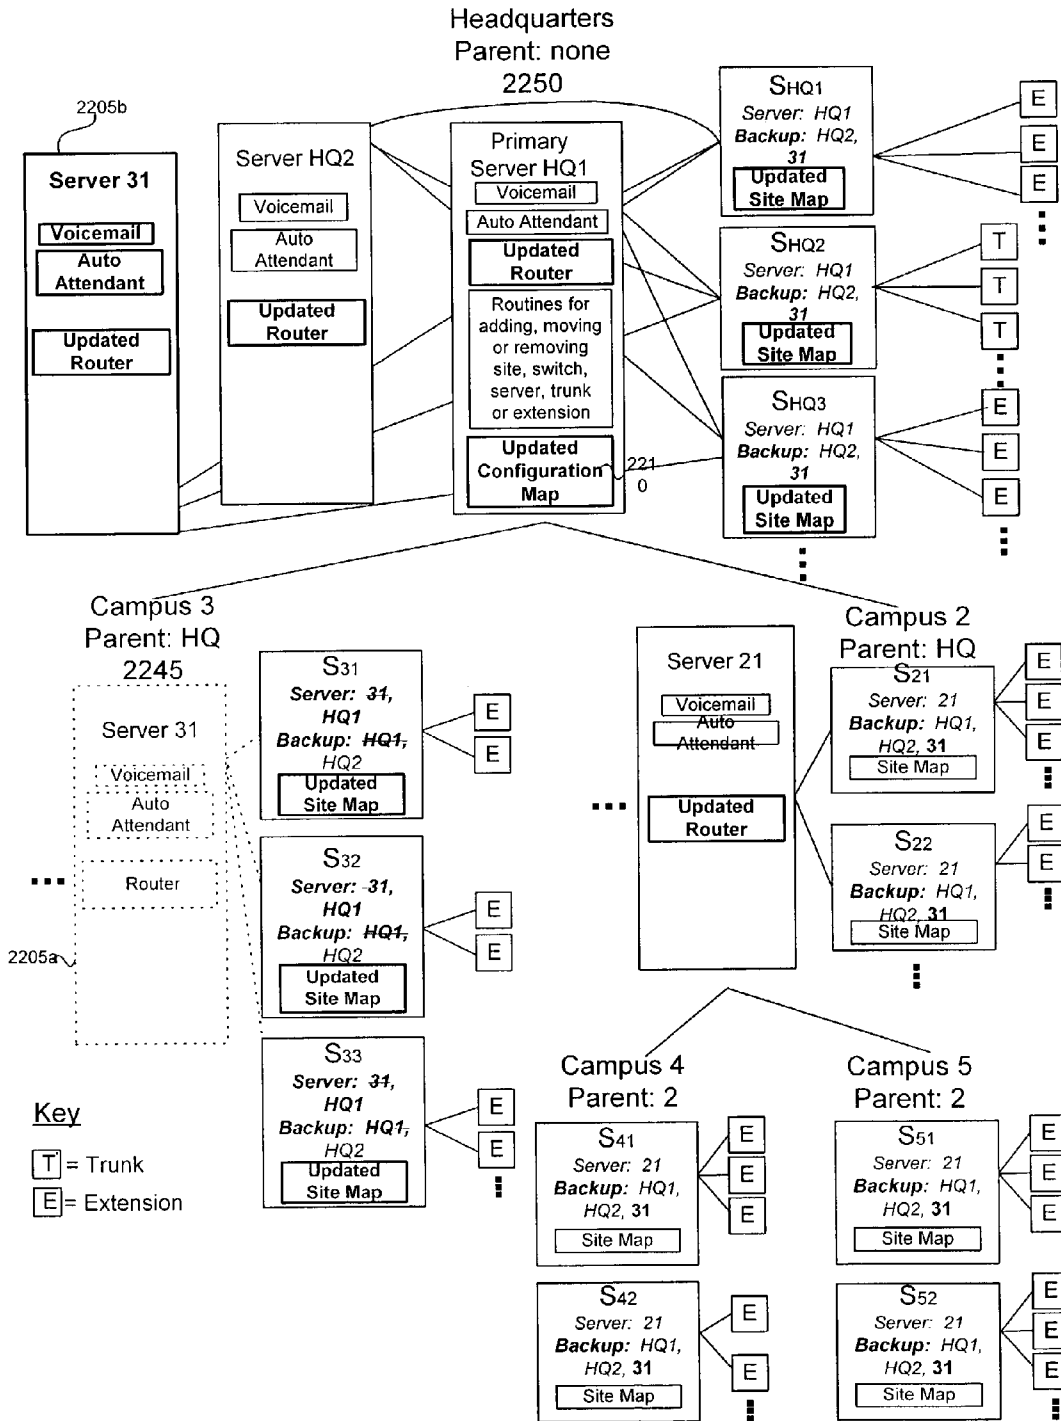 Headquarters
Parent: none
2250
2205b
Server 31
Voicemail
Auto
Attendant
Updated
Router
Server HQ2
Voicemail
Auto
Attendant
Updated
Router
Primary
Server HQ1
Voicemail
Auto Attendant
Updated
Router
Routines for
adding, moving
or removing
site, switch,
server, trunk
or extension
Updated
Configuration
Map
221
0
SHQ1
Server: HQ1
Backup: HQ2,
31
Updated
Site Map
E
E
E
SHQ2
Server: HQ1
Backup: HQ2,
31
Updated
Site Map
T
T
T
SHQ3
Server: HQ1
Backup: HQ2,
31
Updated
Site Map
E
E
E
Campus 3
Parent: HQ
2245
Server 31
Voicemail
Auto
Attendant
Router
2205a
S31
Server: 31,
HQ1
Backup: HQ1,
HQ2
Updated
Site Map
E
E
S32
Server: 31,
HQ1
Backup: HQ1,
HQ2
Updated
Site Map
E
E
S33
Server: 31,
HQ1
Backup: HQ1,
HQ2
Updated
Site Map
E
E
Campus 2
Parent: HQ
Server 21
Voicemail
Auto
Attendant
Updated
Router
S21
Server: 21
Backup: HQ1,
HQ2, 31
Site Map
E
E
E
S22
Server: 21
Backup: HQ1,
HQ2, 31
Site Map
E
E
Campus 4
Parent: 2
S41
Server: 21
Backup: HQ1,
HQ2, 31
Site Map
E
E
E
S42
Server: 21
Backup: HQ1,
HQ2, 31
Site Map
E
E
Campus 5
Parent: 2
S51
Server: 21
Backup: HQ1,
HQ2, 31
Site Map
E
E
E
S52
Server: 21
Backup: HQ1,
HQ2, 31
Site Map
E
E
E
Key
T = Trunk
E = Extension